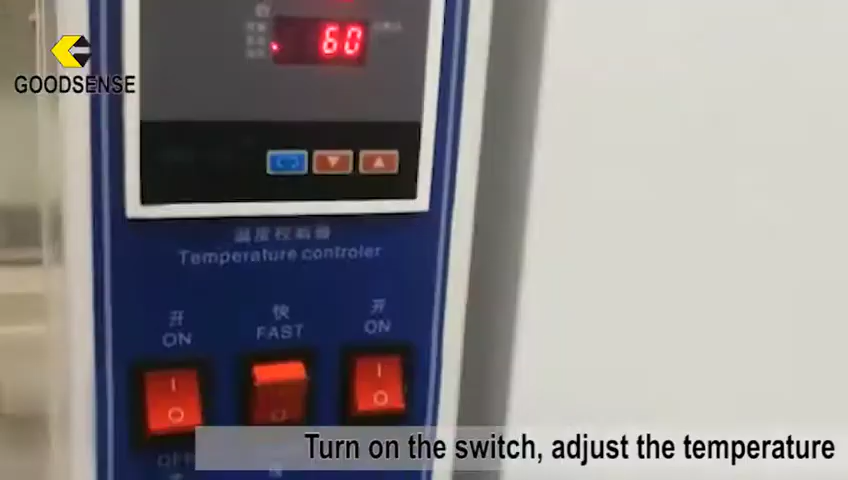 60
GOODSENSE
温度控制器
Temperature controler
开
ON
快
FAST
开
ON
Turn on the switch, adjust the temperature